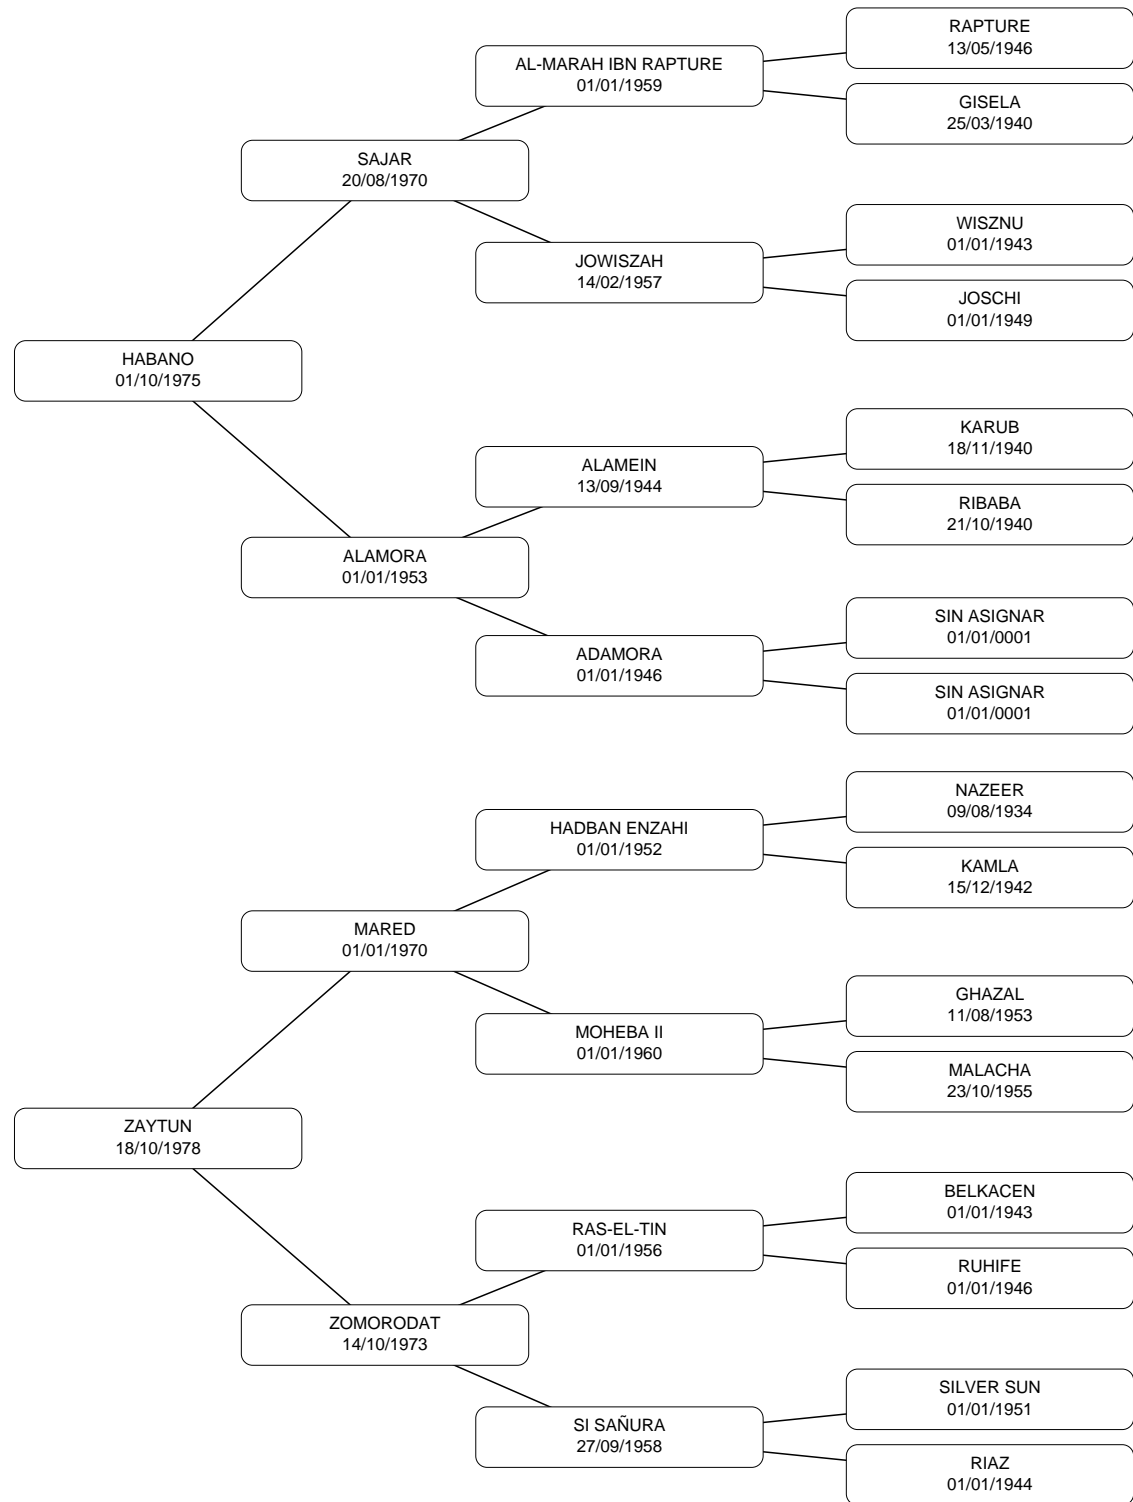 RAPTURE
13/05/1946
AL-MARAH IBN RAPTURE
01/01/1959
GISELA
25/03/1940
SAJAR
20/08/1970
WISZNU
01/01/1943
JOWISZAH
14/02/1957
JOSCHI
01/01/1949
HABANO
01/10/1975
KARUB
18/11/1940
ALAMEIN
13/09/1944
RIBABA
21/10/1940
ALAMORA
01/01/1953
SIN ASIGNAR
01/01/0001
ADAMORA
01/01/1946
SIN ASIGNAR
01/01/0001
NAZEER
09/08/1934
HADBAN ENZAHI
01/01/1952
KAMLA
15/12/1942
MARED
01/01/1970
GHAZAL
11/08/1953
MOHEBA II
01/01/1960
MALACHA
23/10/1955
ZAYTUN
18/10/1978
BELKACEN
01/01/1943
RAS-EL-TIN
01/01/1956
RUHIFE
01/01/1946
ZOMORODAT
14/10/1973
SILVER SUN
01/01/1951
SI SAÑURA
27/09/1958
RIAZ
01/01/1944